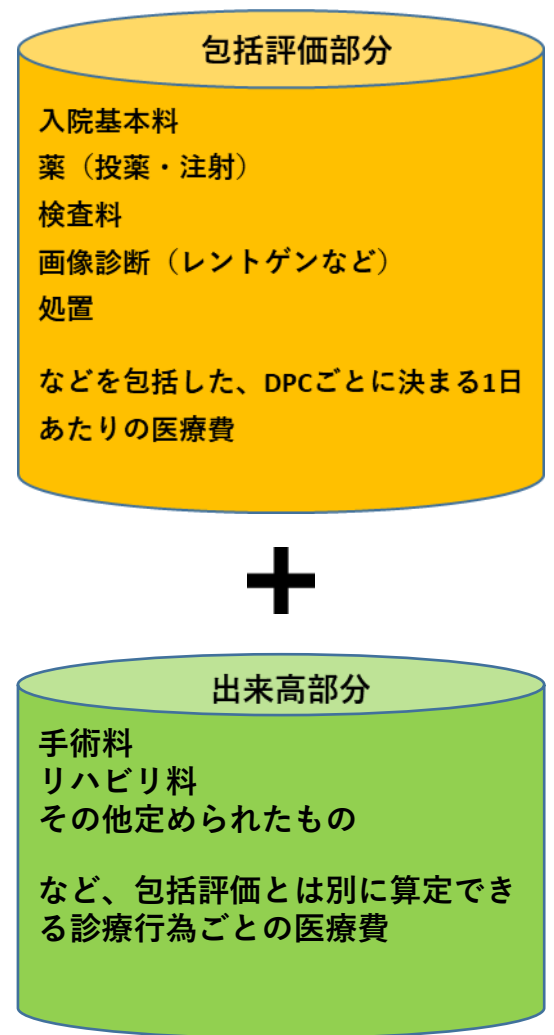 包括評価部分
入院基本料
薬（投薬・注射）
検査料
画像診断（レントゲンなど）
処置
などを包括した、DPCごとに決まる1日
あたりの医療費
+
出来高部分
手術料
リハビリ料
その他定められたもの
など、包括評価とは別に算定でき
る診療行為ごとの医療費